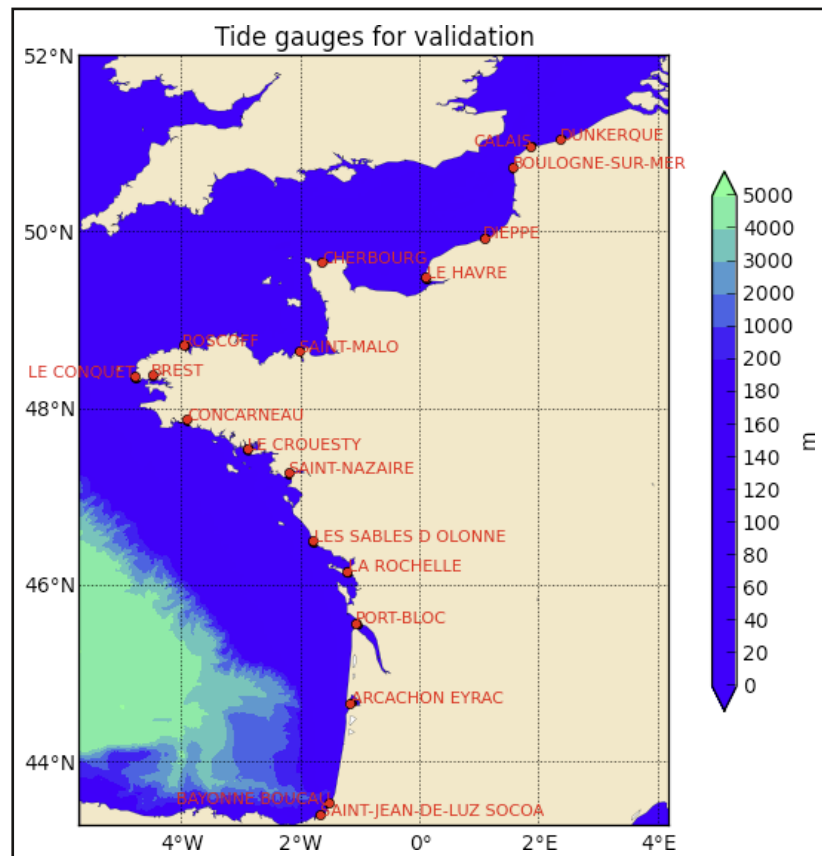 Tide gauges for validation
52°N
50°N
48°N
46°N
44°N
4°W
2°W
0°
2°E
4°E
CALAIS
DUNKERQUE
BOULOGNE-SUR-MER
DIEPPE
CHERBOURG
LE HAVRE
ROSCOFF
SAINT-MALO
LE CONQUET
BREST
CONCARNEAU
LE CROUESTY
SAINT-NAZAIRE
LES SABLES D OLONNE
LA ROCHELLE
PORT-BLOC
ARCACHON EYRAC
BAYONNE BOUCAU
SAINT-JEAN-DE-LUZ SOCOA
5000
4000
3000
2000
1000
200
180
160
140
120
100
80
60
40
20
0
m